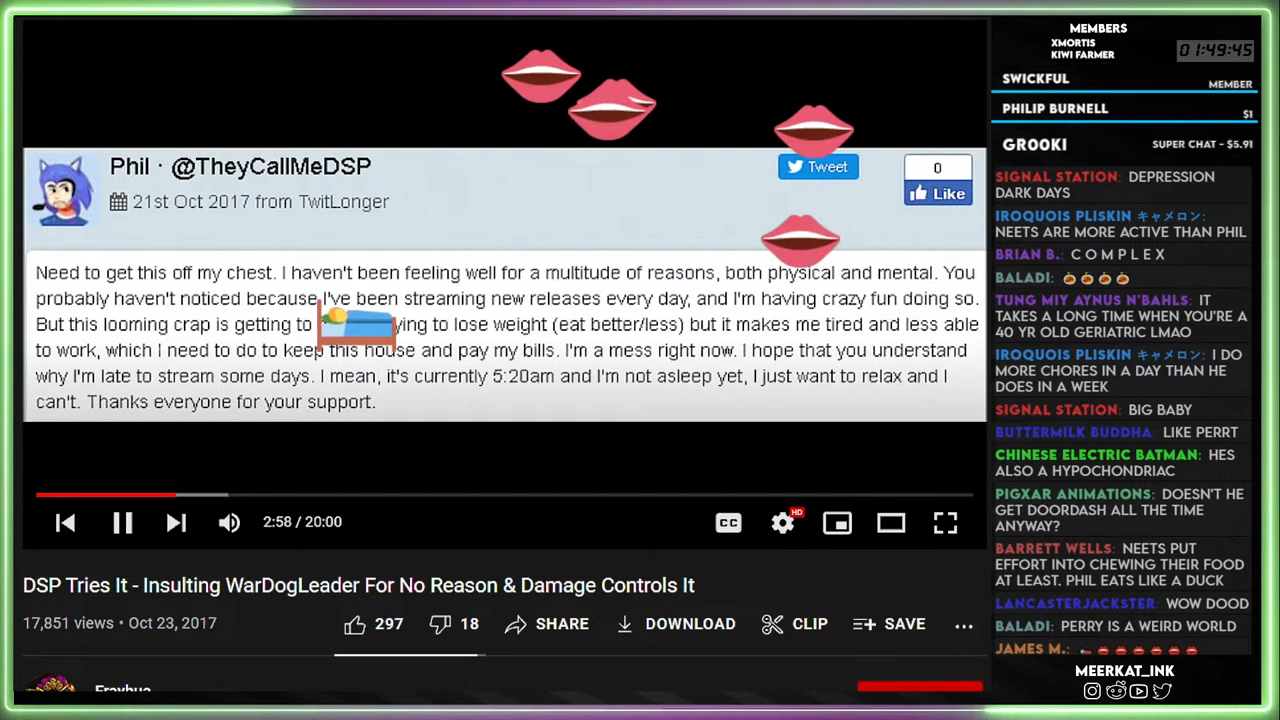 Phil · @TheyCallMeDSP
21st Oct 2017 from TwitLonger
Tweet
0
Like
Need to get this off my chest. I haven't been feeling well for a multitude of reasons, both physical and mental. You
probably haven't noticed because I've been streaming new releases every day, and I'm having crazy fun doing so.
But this looming crap is getting to ying to lose weight (eat better/less) but it makes me tired and less able
to work, which I need to do to keep this house and pay my bills. I'm a mess right now. I hope that you understand
why I'm late to stream some days. I mean, it's currently 5:20am and I'm not asleep yet, I just want to relax and I
can't. Thanks everyone for your support.
2:58 / 20:00
CC
HD
DSP Tries It - Insulting WarDogLeader For No Reason & Damage Controls It
17,851 views • Oct 23, 2017
297
18
SHARE
DOWNLOAD
CLIP
SAVE
MEMBERS
XMORTIS
KIWI FARMER
01:49:45
SWICKFUL
MEMBER
PHILIP BURNELL
$1
GROOKI
SUPER CHAT - $5.91
SIGNAL STATION: DEPRESSION
DARK DAYS
IROQUOIS PLISKIN キャメロン:
NEETS ARE MORE ACTIVE THAN PHIL
BRIAN B.: C O M P L E X
BALADI:
TUNG MIY AYNUS N'BAHLS: IT
TAKES A LONG TIME WHEN YOU'RE A
40 YR OLD GERIATRIC LMAO
IROQUOIS PLISKIN キャメロン: I DO
MORE CHORES IN A DAY THAN HE
DOES IN A WEEK
SIGNAL STATION: BIG BABY
BUTTERMILK BUDDHA: LIKE PERRT
CHINESE ELECTRIC BATMAN: HES
ALSO A HYPOCHONDRIAC
PIGXAR ANIMATIONS: DOESN'T HE
GET DOORDASH ALL THE TIME
ANYWAY?
BARRETT WELLS: NEETS PUT
EFFORT INTO CHEWING THEIR FOOD
AT LEAST. PHIL EATS LIKE A DUCK
LANCASTERJACKSTER: WOW DOOD
BALADI: PERRY IS A WEIRD WORLD
JAMES M.:
MEERKAT_INK